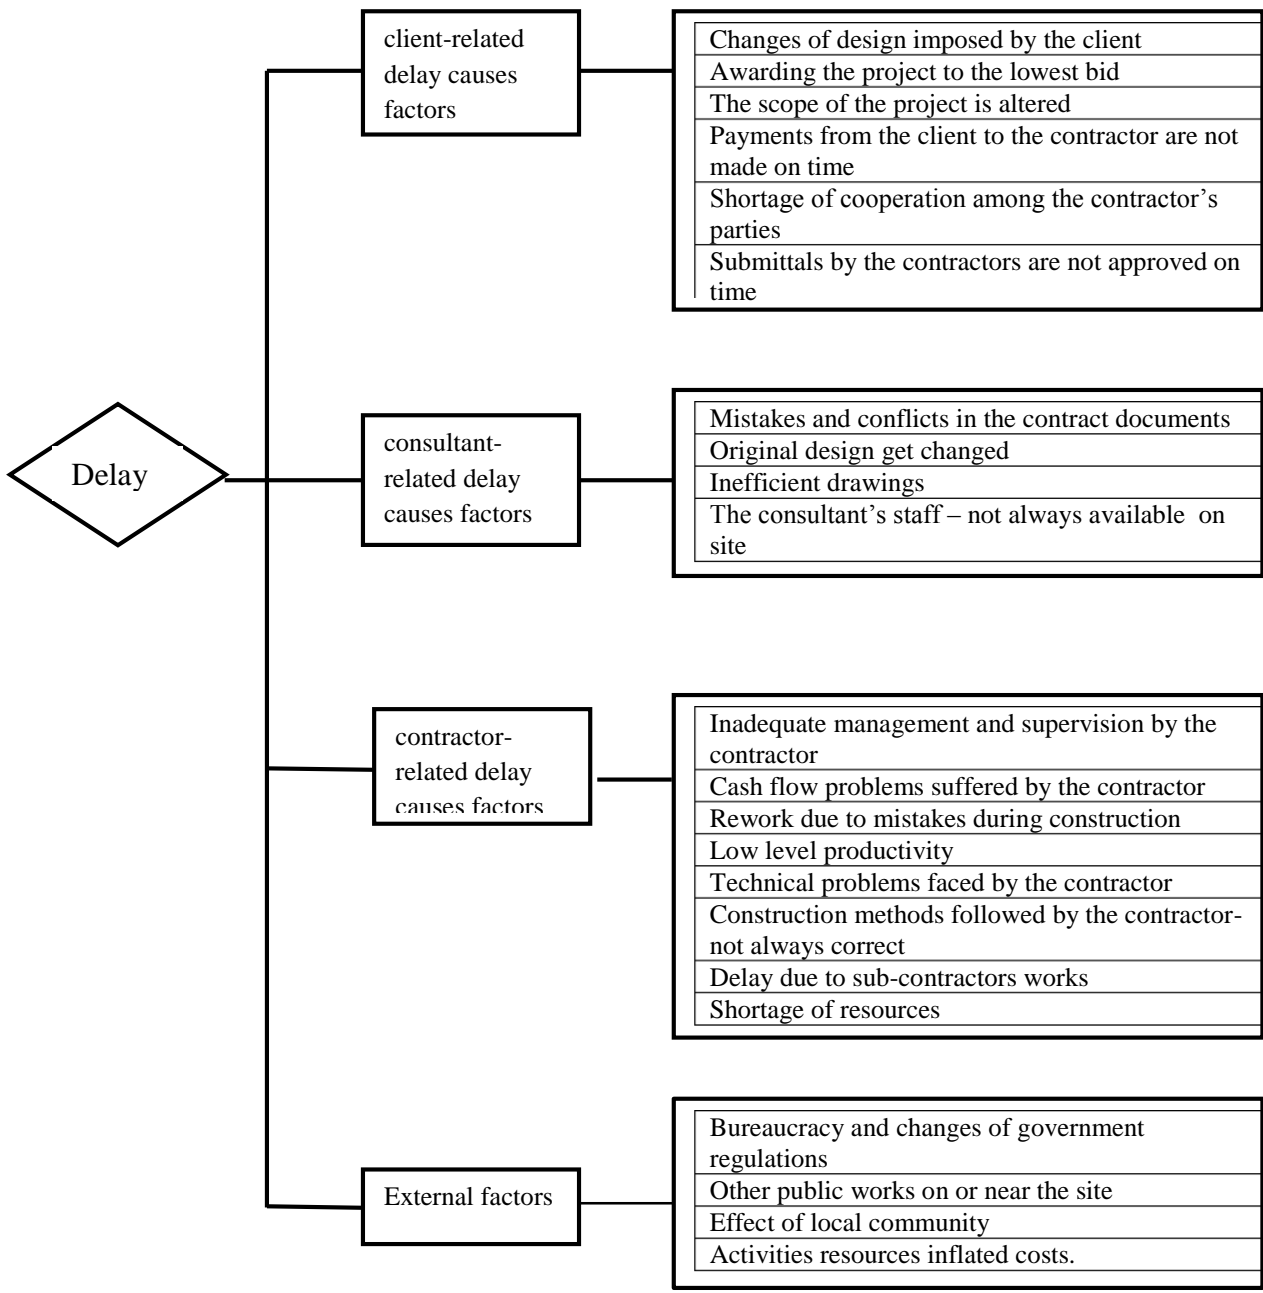 client-related
delay causes
factors
Changes of design imposed by the client
Awarding the project to the lowest bid
The scope of the project is altered
Payments from the client to the contractor are not
made on time
Shortage of cooperation among the contractor’s
parties
Submittals by the contractors are not approved on
time
Delay
consultant-
related delay
causes factors
Mistakes and conflicts in the contract documents
Original design get changed
Inefficient drawings
The consultant’s staff – not always available  on
site
contractor-
related delay
causes factors
Inadequate management and supervision by the
contractor
Cash flow problems suffered by the contractor
Rework due to mistakes during construction
Low level productivity
Technical problems faced by the contractor
Construction methods followed by the contractor-
not always correct
Delay due to sub-contractors works
Shortage of resources
External factors
Bureaucracy and changes of government
regulations
Other public works on or near the site
Effect of local community
Activities resources inflated costs.